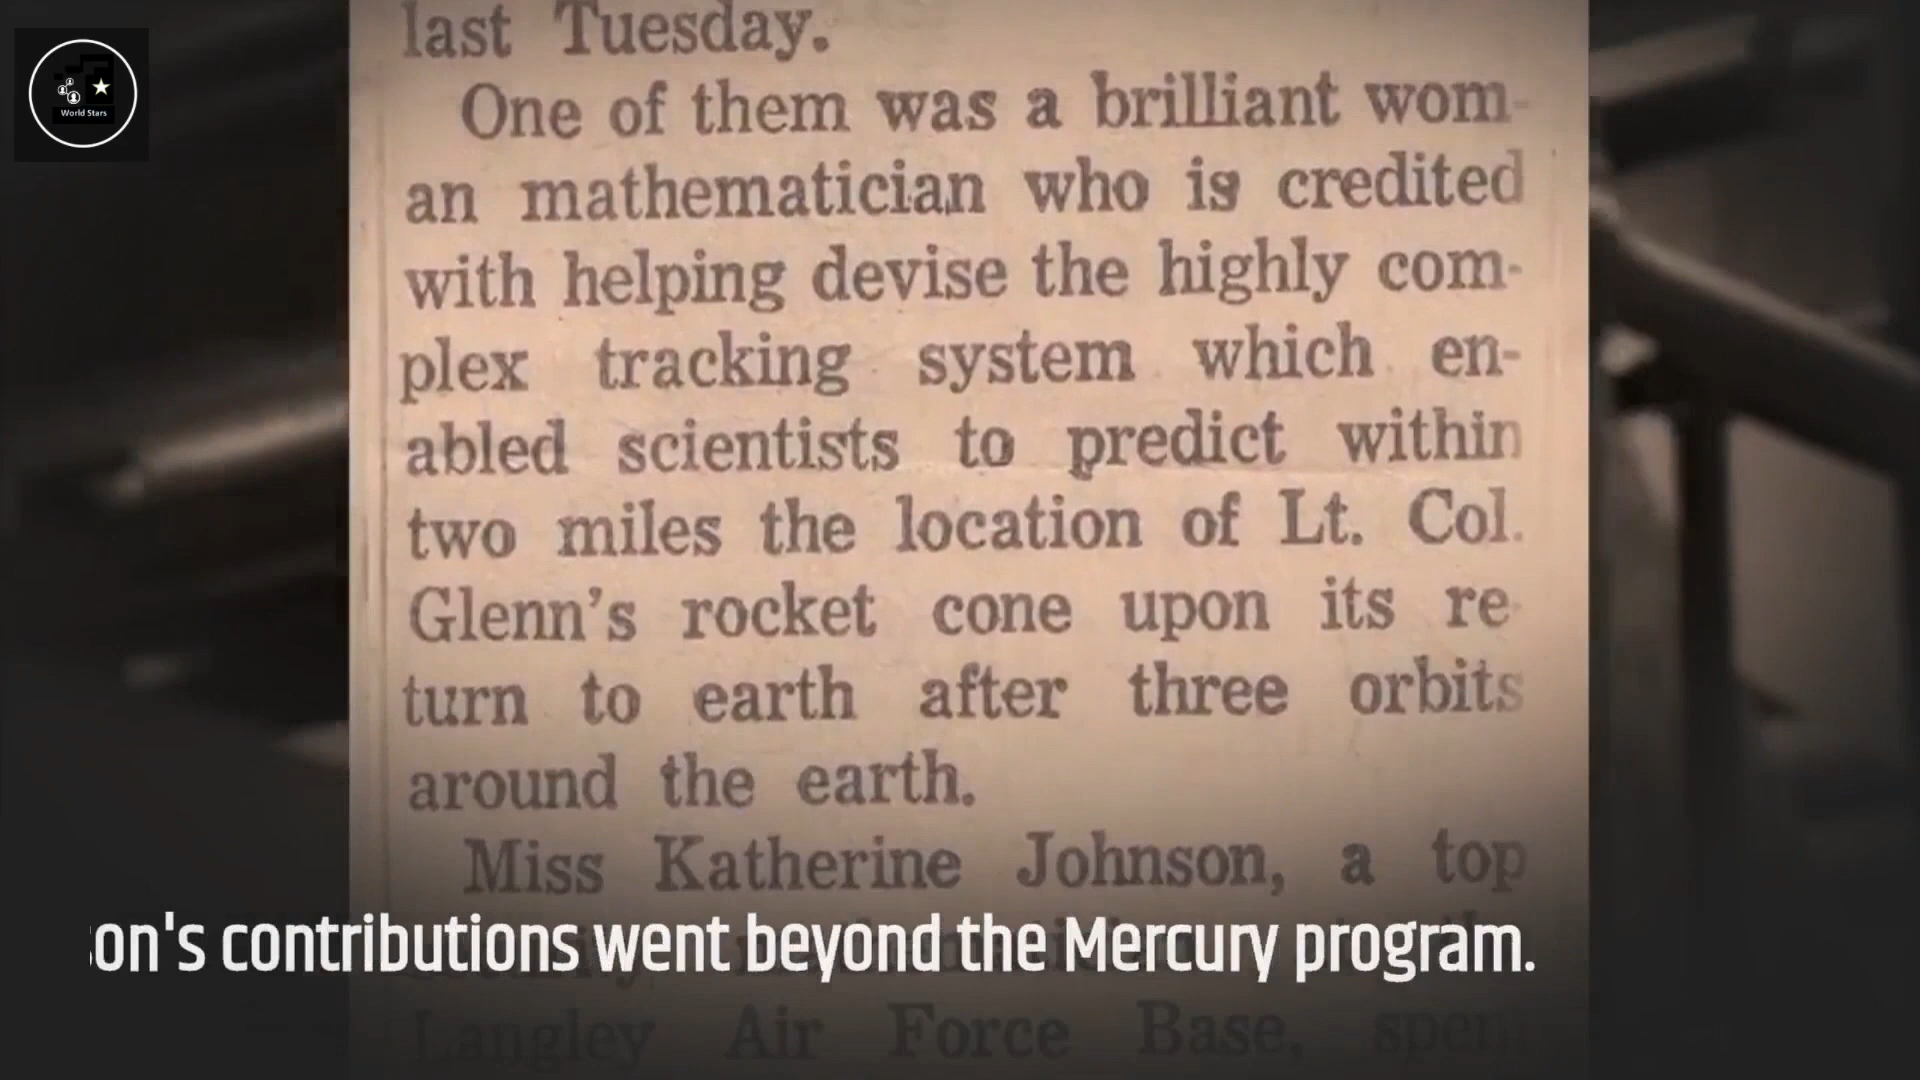 World Stars
last Tuesday.
One of them was a brilliant wom-
an mathematician who is credited
with helping devise the highly com-
plex tracking system which en-
abled scientists to predict within
two miles the location of Lt. Col.
Glenn's rocket cone upon its re
turn to earth after three orbits
around the earth.
Miss Katherine Johnson, a top
on's contributions went beyond the Mercury program.
Langley Air Force Base,